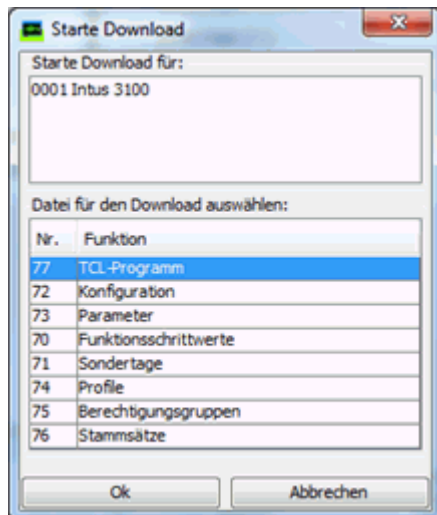 Starte Download
Starte Download für:
0001 Intus 3100
Datei für den Download auswählen:
Nr. Funktion
77 TCL-Programm
72 Konfiguration
73 Parameter
70 Funktionsschrittwerte
71 Sondertage
74 Profile
75 Berechtigungsgruppen
76 Stammsätze
Ok Abbrechen